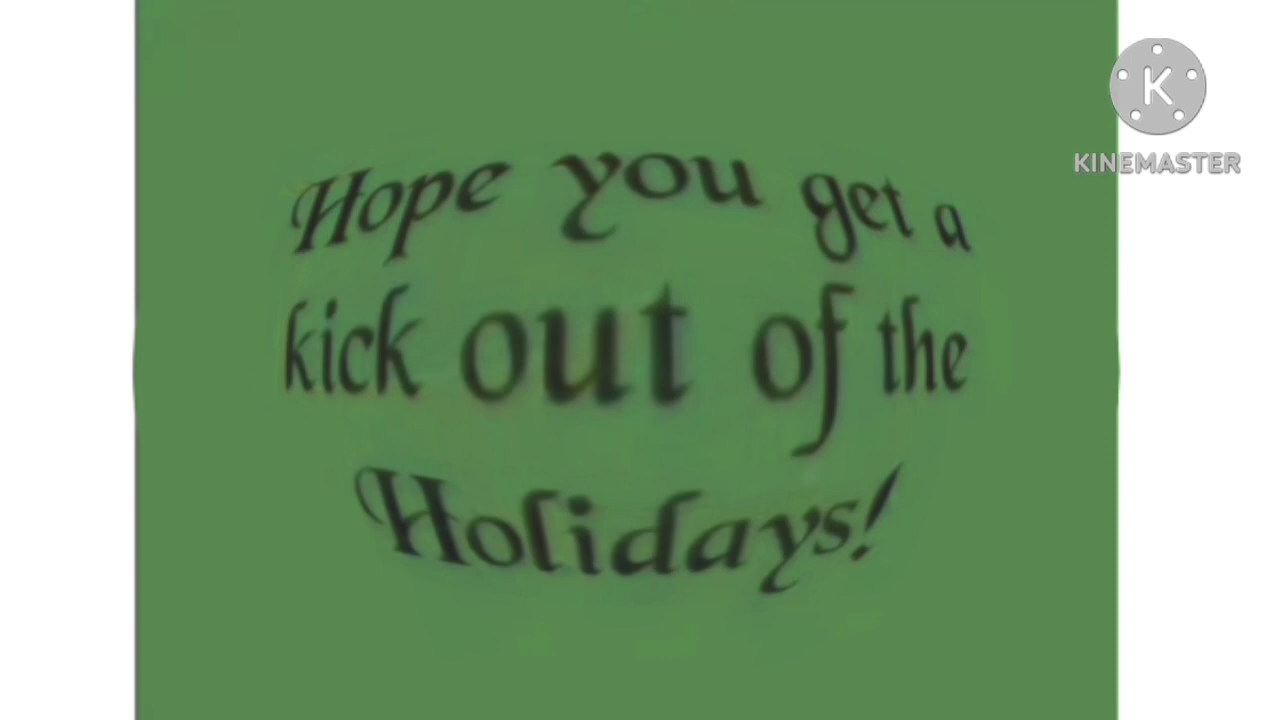 Hope you get a
kick out of the
Holidays!
K
KINEMASTER